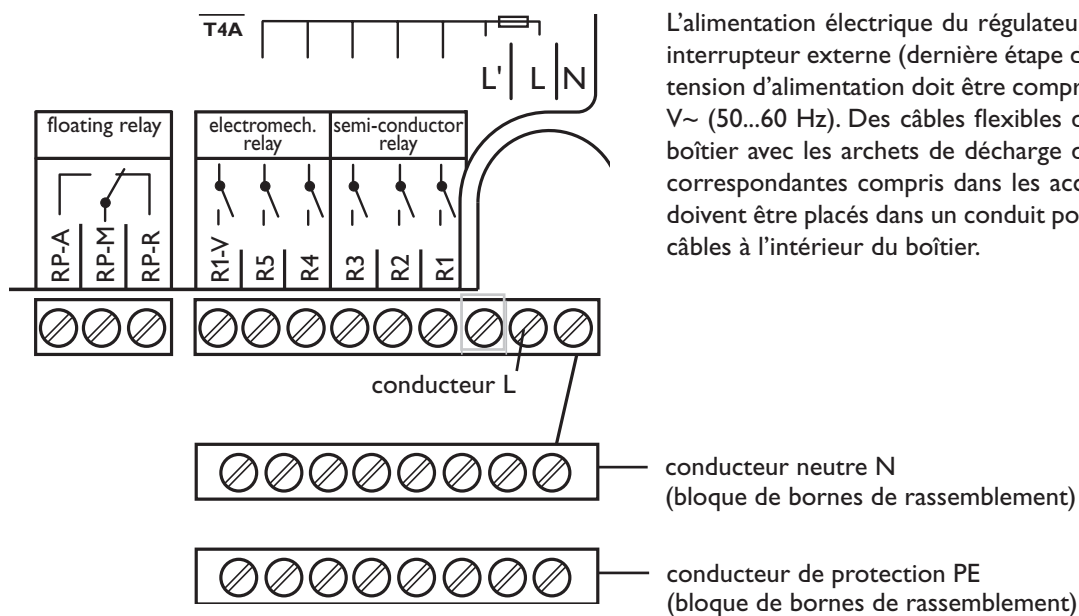 T4A
L' L N
floating relay
electromech.
relay
semi-conductor
relay
RP-A
RP-M
RP-R
R1-V
R5
R4
R3
R2
R1
conducteur L
conducteur neutre N
(bloque de bornes de rassemblement)
conducteur de protection PE
(bloque de bornes de rassemblement)
L’alimentation électrique du régulateu
interrupteur externe (dernière étape d
tension d’alimentation doit être compr
V~ (50...60 Hz). Des câbles flexibles d
boîtier avec les archets de décharge d
correspondantes compris dans les acc
doivent être placés dans un conduit po
câbles à l’intérieur du boîtier.